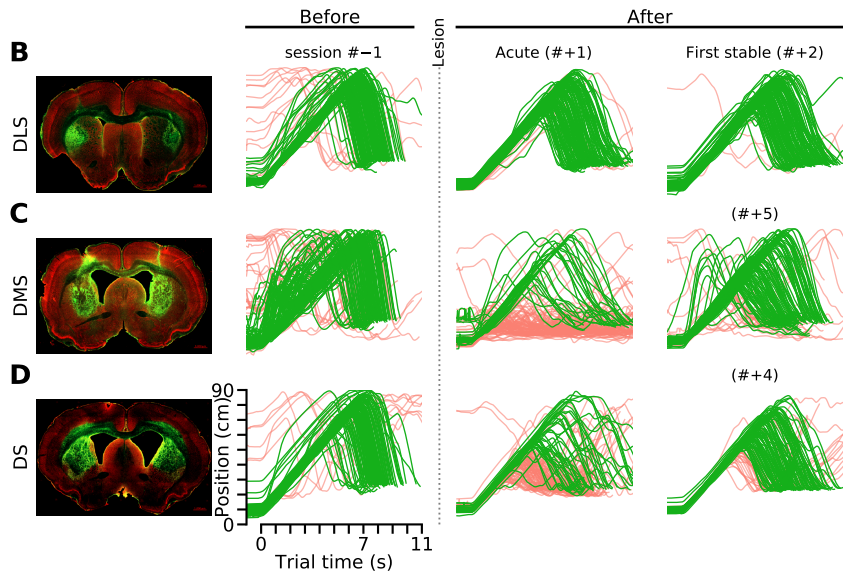 Before
After
Lesion
B
session #−1
Acute (#+1)
First stable (#+2)
DLS
C
(#+5)
DMS
D
(#+4)
DS
Position (cm)
90
0
0
7
11
Trial time (s)